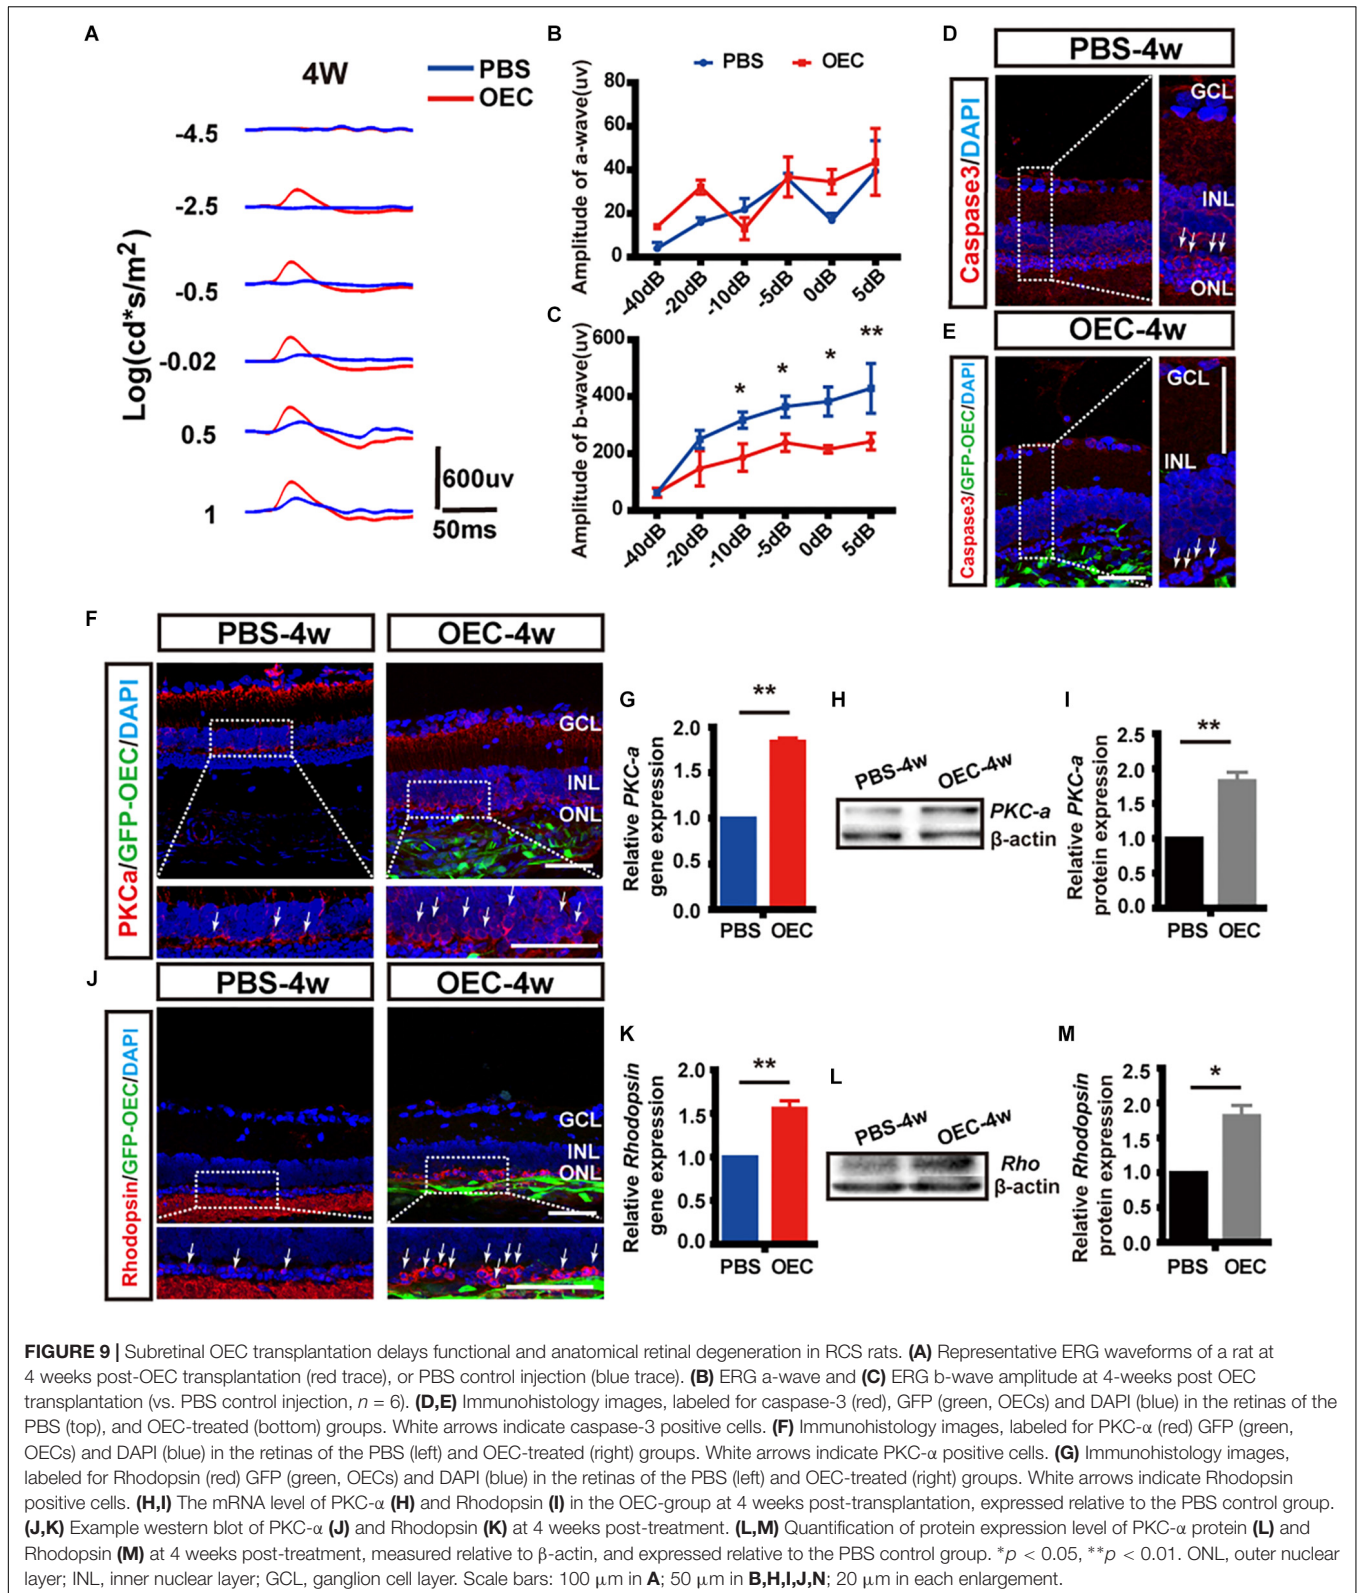 A
4W
PBS
OEC
Log(cd*s/m²)
-4.5
-2.5
-0.5
-0.02
0.5
1
600uv
50ms
B
PBS OEC
Amplitude of a-wave(uv)
80
60
40
20
0
-40dB -20dB -10dB -5dB 0dB 5dB
C
Amplitude of b-wave(uv)
600
400
200
0
* * * **
-40dB -20dB -10dB -5dB 0dB 5dB
D
PBS-4w
Caspase3/DAPI
GCL
INL
ONL
E
OEC-4w
Caspase3/GFP-OEC/DAPI
GCL
INL
F
PBS-4w OEC-4w
PKCa/GFP-OEC/DAPI
GCL
INL
ONL
G
**
Relative PKC-a
gene expression
2.0
1.5
1.0
0.5
0.0
PBS OEC
H
PBS-4w OEC-4w
PKC-a
β-actin
I
**
Relative PKC-a
protein expression
2.5
2.0
1.5
1.0
0.5
0.0
PBS OEC
J
PBS-4w OEC-4w
Rhodopsin/GFP-OEC/DAPI
GCL
INL
ONL
K
**
Relative Rhodopsin
gene expression
2.0
1.5
1.0
0.5
0.0
PBS OEC
L
PBS-4w OEC-4w
Rho
β-actin
M
*
Relative Rhodopsin
protein expression
2.5
2.0
1.5
1.0
0.5
0.0
PBS OEC
FIGURE 9 | Subretinal OEC transplantation delays functional and anatomical retinal degeneration in RCS rats. (A) Representative ERG waveforms of a rat at
4 weeks post-OEC transplantation (red trace), or PBS control injection (blue trace). (B) ERG a-wave and (C) ERG b-wave amplitude at 4-weeks post OEC
transplantation (vs. PBS control injection, n = 6). (D,E) Immunohistology images, labeled for caspase-3 (red), GFP (green, OECs) and DAPI (blue) in the retinas of the
PBS (top), and OEC-treated (bottom) groups. White arrows indicate caspase-3 positive cells. (F) Immunohistology images, labeled for PKC-α (red) GFP (green,
OECs) and DAPI (blue) in the retinas of the PBS (left) and OEC-treated (right) groups. White arrows indicate PKC-α positive cells. (G) Immunohistology images,
labeled for Rhodopsin (red) GFP (green, OECs) and DAPI (blue) in the retinas of the PBS (left) and OEC-treated (right) groups. White arrows indicate Rhodopsin
positive cells. (H,I) The mRNA level of PKC-α (H) and Rhodopsin (I) in the OEC-group at 4 weeks post-transplantation, expressed relative to the PBS control group.
(J,K) Example western blot of PKC-α (J) and Rhodopsin (K) at 4 weeks post-treatment. (L,M) Quantification of protein expression level of PKC-α protein (L) and
Rhodopsin (M) at 4 weeks post-treatment, measured relative to β-actin, and expressed relative to the PBS control group. *p < 0.05, **p < 0.01. ONL, outer nuclear
layer; INL, inner nuclear layer; GCL, ganglion cell layer. Scale bars: 100 μm in A; 50 μm in B,H,I,J,N; 20 μm in each enlargement.